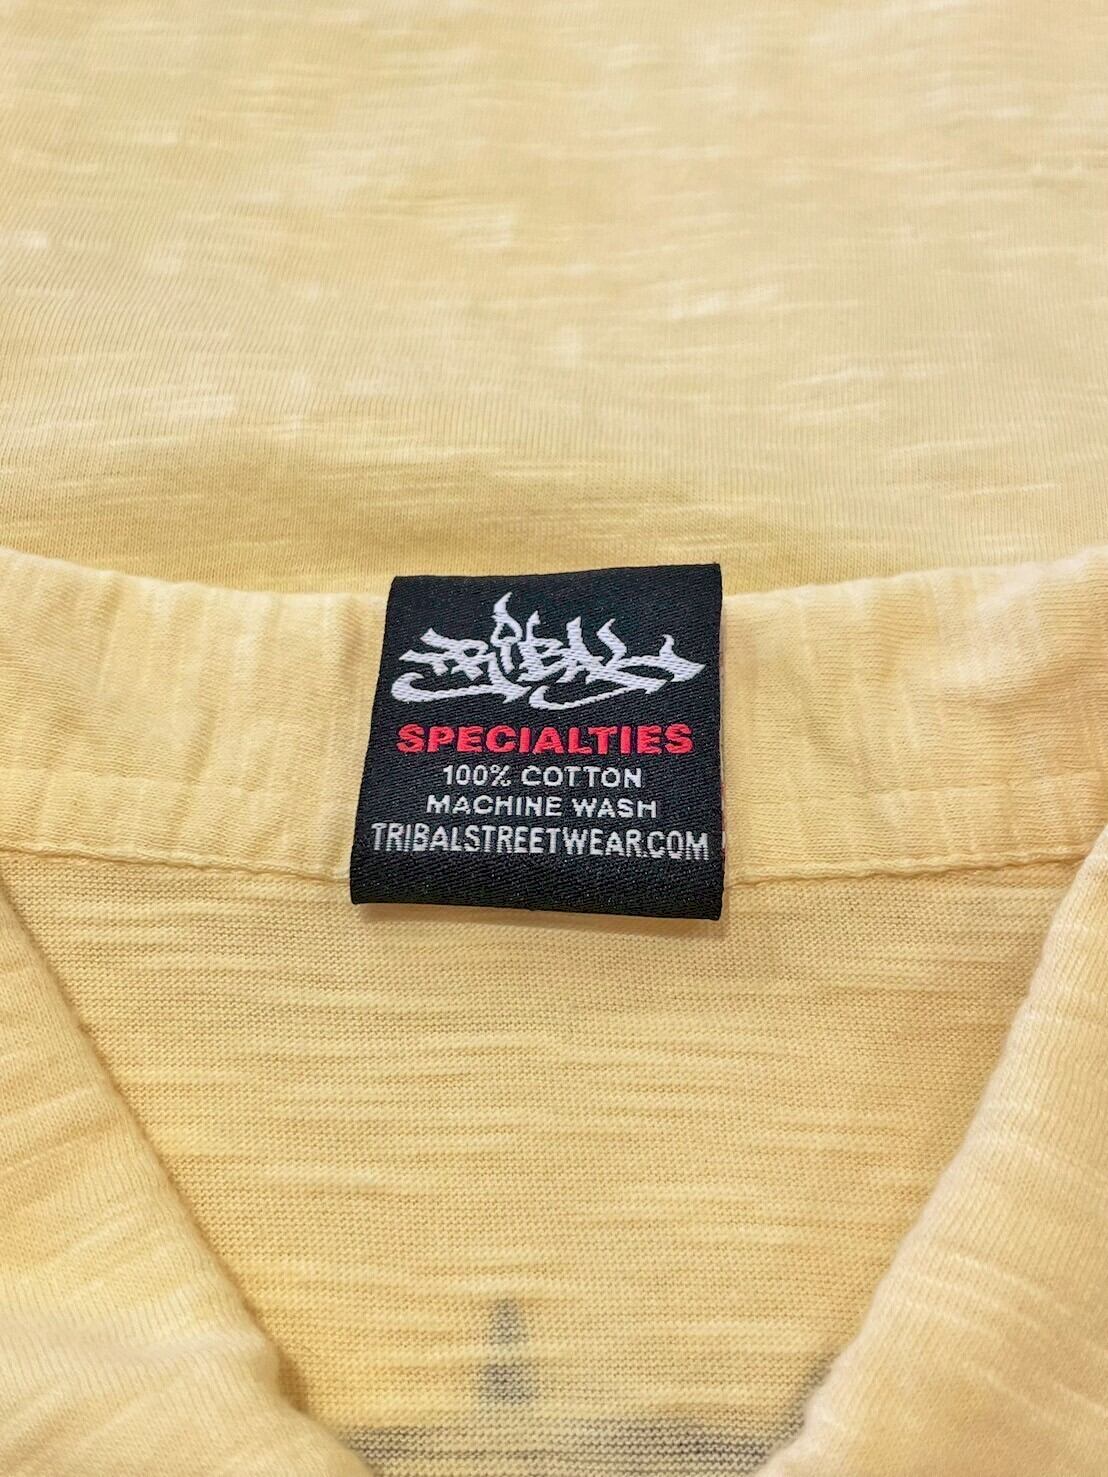 TRiBAL
SPECIALTIES
100% COTTON
MACHINE WASH
TRIBALSTREETWEAR.COM